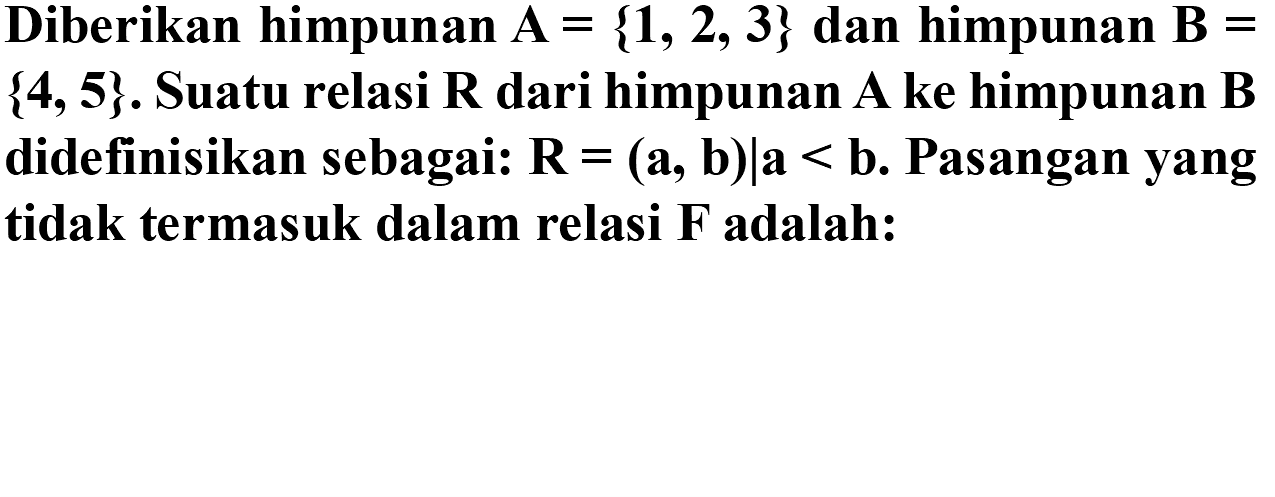 Diberikan himpunan A = {1, 2, 3} dan himpunan B =
{4, 5}. Suatu relasi R dari himpunan A ke himpunan B
didefinisikan sebagai: R = (a, b)|a < b. Pasangan yang
tidak termasuk dalam relasi F adalah: